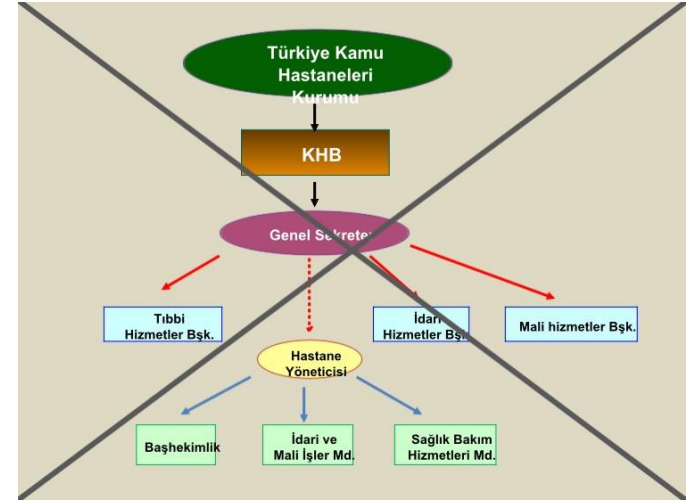 Türkiye Kamu
Hastaneleri
Kurumu
KHB
Genel Sekreter
Tıbbi
Hizmetler Bşk.
İdari
Hizmetler Bşk.
Mali hizmetler Bşk.
Hastane
Yöneticisi
Başhekimlik
İdari ve
Mali İşler Md.
Sağlık Bakım
Hizmetleri Md.